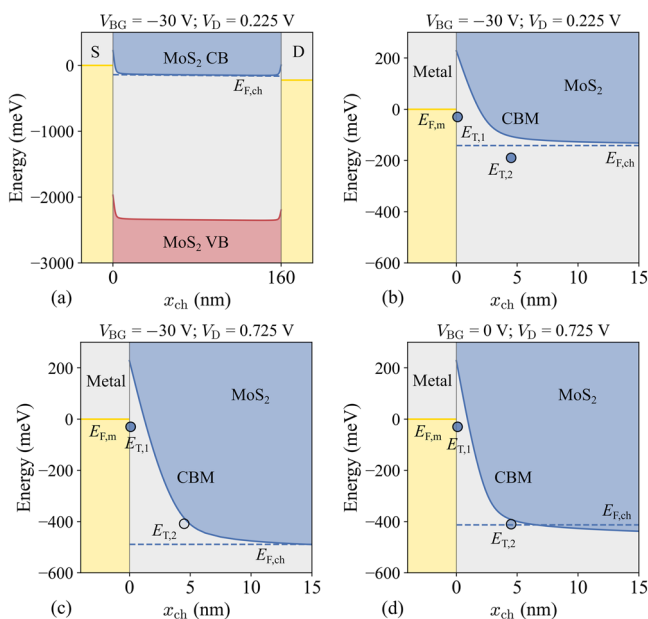 V_BG = −30 V; V_D = 0.225 V
S
MoS₂ CB
D
E_F,ch
MoS₂ VB
0
−1000
−2000
−3000
Energy (meV)
0
160
x_ch (nm)
(a)
V_BG = −30 V; V_D = 0.225 V
Metal
MoS₂
E_F,m
E_T,1
CBM
E_T,2
E_F,ch
200
0
−200
−400
−600
Energy (meV)
0
5
10
15
x_ch (nm)
(b)
V_BG = −30 V; V_D = 0.725 V
Metal
MoS₂
E_F,m
E_T,1
CBM
E_T,2
E_F,ch
200
0
−200
−400
−600
Energy (meV)
0
5
10
15
x_ch (nm)
(c)
V_BG = 0 V; V_D = 0.725 V
Metal
MoS₂
E_F,m
E_T,1
CBM
E_F,ch
E_T,2
200
0
−200
−400
−600
Energy (meV)
0
5
10
15
x_ch (nm)
(d)